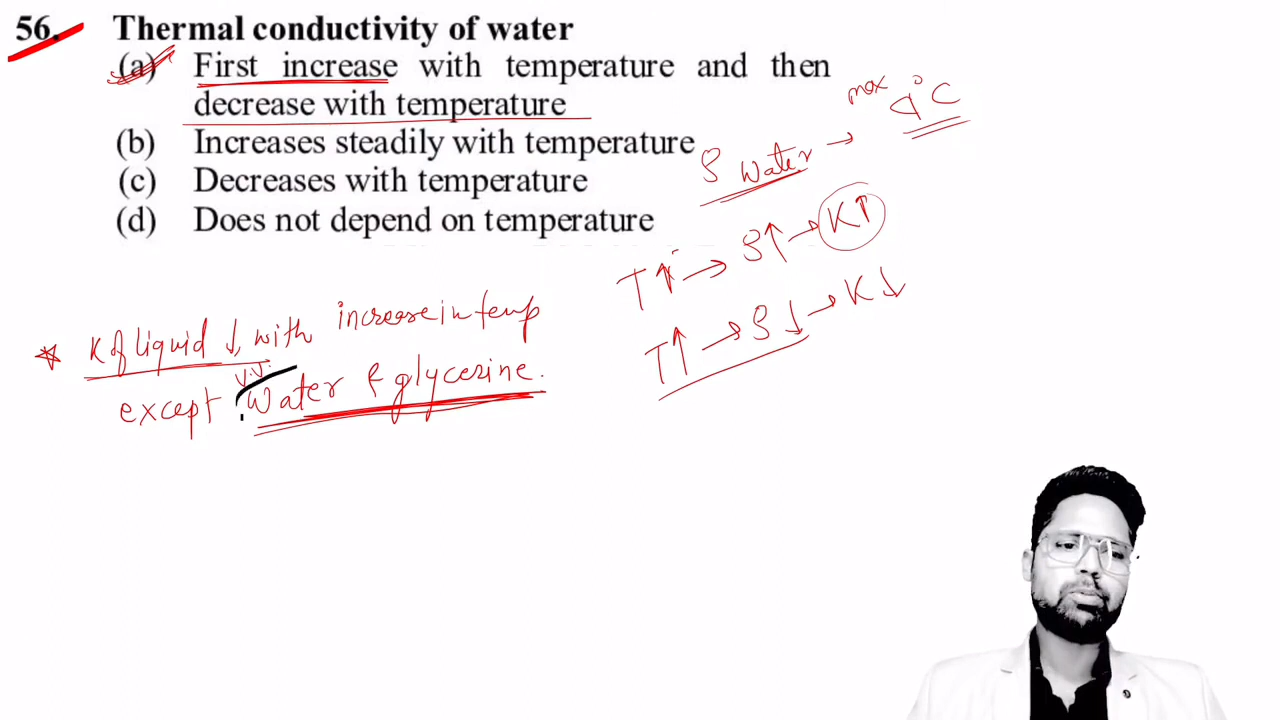 56. Thermal conductivity of water
(a) First increase with temperature and then
decrease with temperature
(b) Increases steadily with temperature
(c) Decreases with temperature
(d) Does not depend on temperature
ρ water → max 4°C
T↑ → ρ↑ → K↑
T↑ → ρ↓ → K↓
* K of liquid ↓ with increase in temp
except water & glycerine.